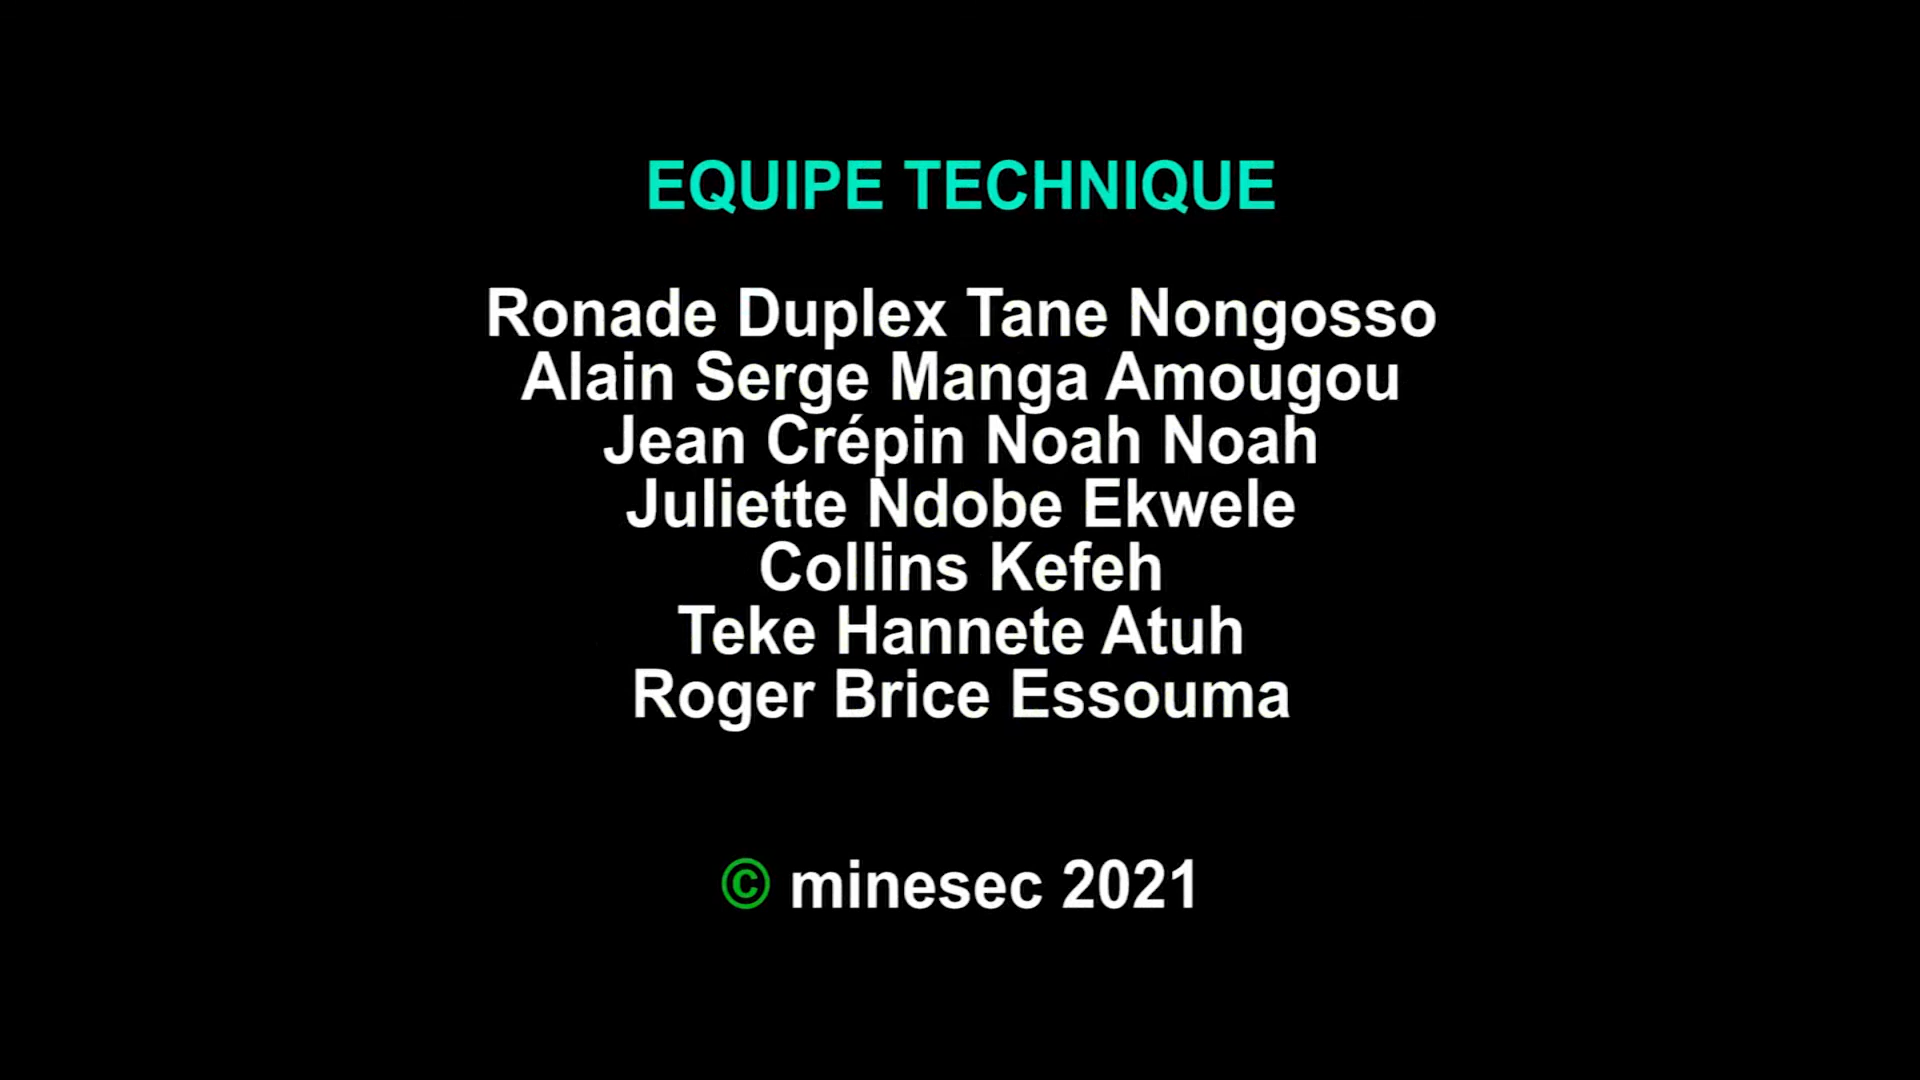 EQUIPE TECHNIQUE
Ronade Duplex Tane Nongosso
Alain Serge Manga Amougou
Jean Crépin Noah Noah
Juliette Ndobe Ekwele
Collins Kefeh
Teke Hannete Atuh
Roger Brice Essouma
© minesec 2021